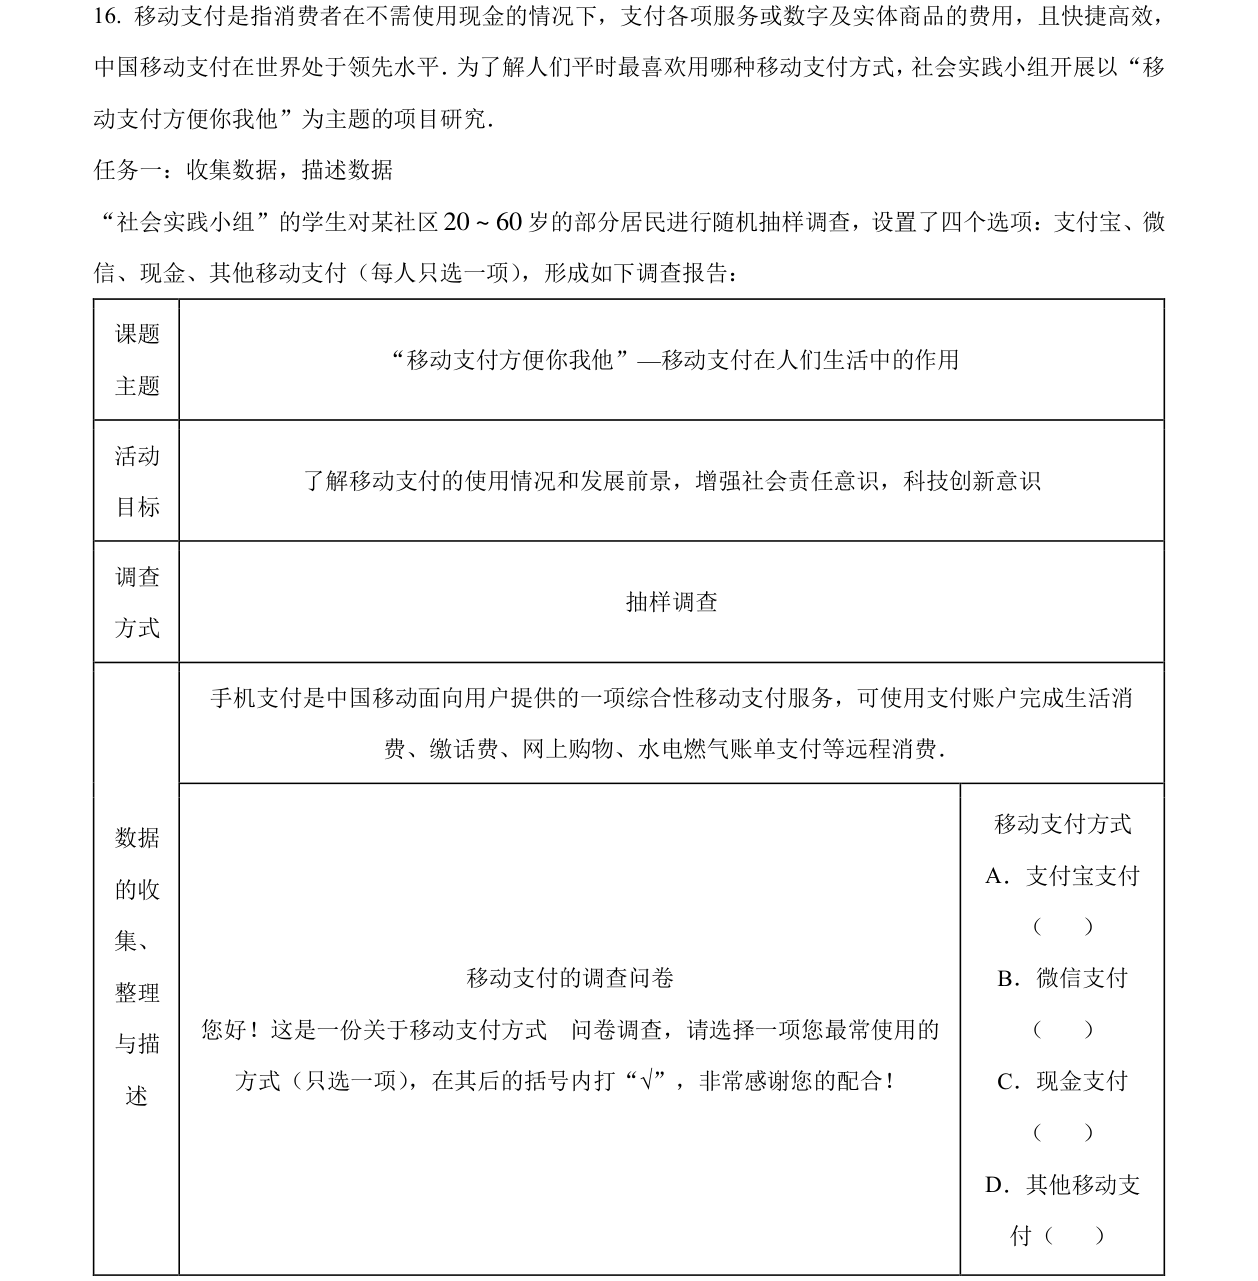 16. 移动支付是指消费者在不需使用现金的情况下，支付各项服务或数字及实体商品的费用，且快捷高效，
中国移动支付在世界处于领先水平．为了解人们平时最喜欢用哪种移动支付方式，社会实践小组开展以“移
动支付方便你我他”为主题的项目研究．
任务一：收集数据，描述数据
“社会实践小组”的学生对某社区 20 ~ 60 岁的部分居民进行随机抽样调查，设置了四个选项：支付宝、微
信、现金、其他移动支付（每人只选一项），形成如下调查报告：
课题
主题
“移动支付方便你我他”—移动支付在人们生活中的作用
活动
目标
了解移动支付的使用情况和发展前景，增强社会责任意识，科技创新意识
调查
方式
抽样调查
数据
的收
集、
整理
与描
述
手机支付是中国移动面向用户提供的一项综合性移动支付服务，可使用支付账户完成生活消
费、缴话费、网上购物、水电燃气账单支付等远程消费．
移动支付的调查问卷
您好！这是一份关于移动支付方式　问卷调查，请选择一项您最常使用的
方式（只选一项），在其后的括号内打“√”，非常感谢您的配合！
移动支付方式
A．支付宝支付
（　　）
B．微信支付
（　　）
C．现金支付
（　　）
D．其他移动支
付（　　）